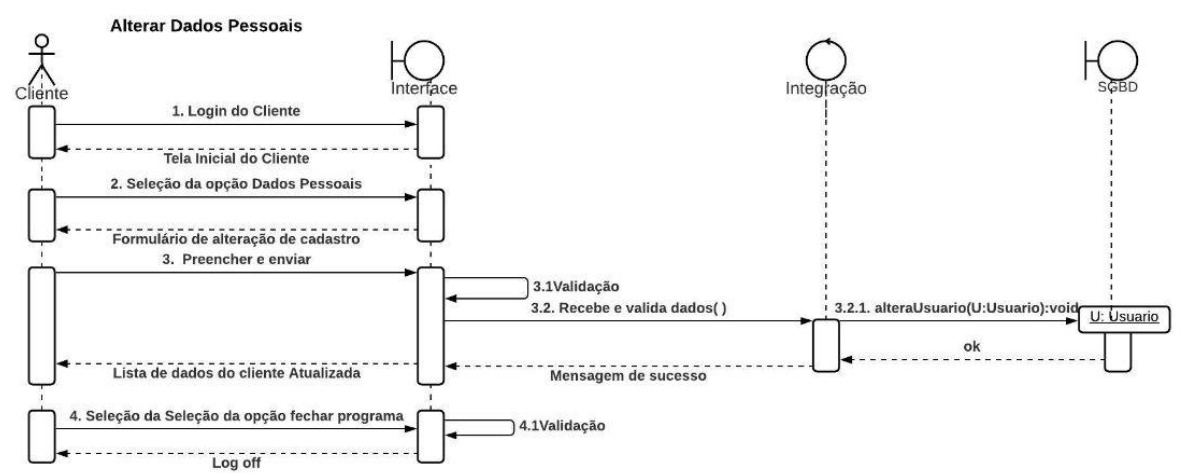 Alterar Dados Pessoais
Cliente
Interface
Integração
SGBD
1. Login do Cliente
Tela Inicial do Cliente
2. Seleção da opção Dados Pessoais
Formulário de alteração de cadastro
3. Preencher e enviar
3.1Validação
3.2. Recebe e valida dados( )
3.2.1. alteraUsuario(U:Usuario):void
U: Usuario
ok
Lista de dados do cliente Atualizada
Mensagem de sucesso
4. Seleção da Seleção da opção fechar programa
4.1Validação
Log off